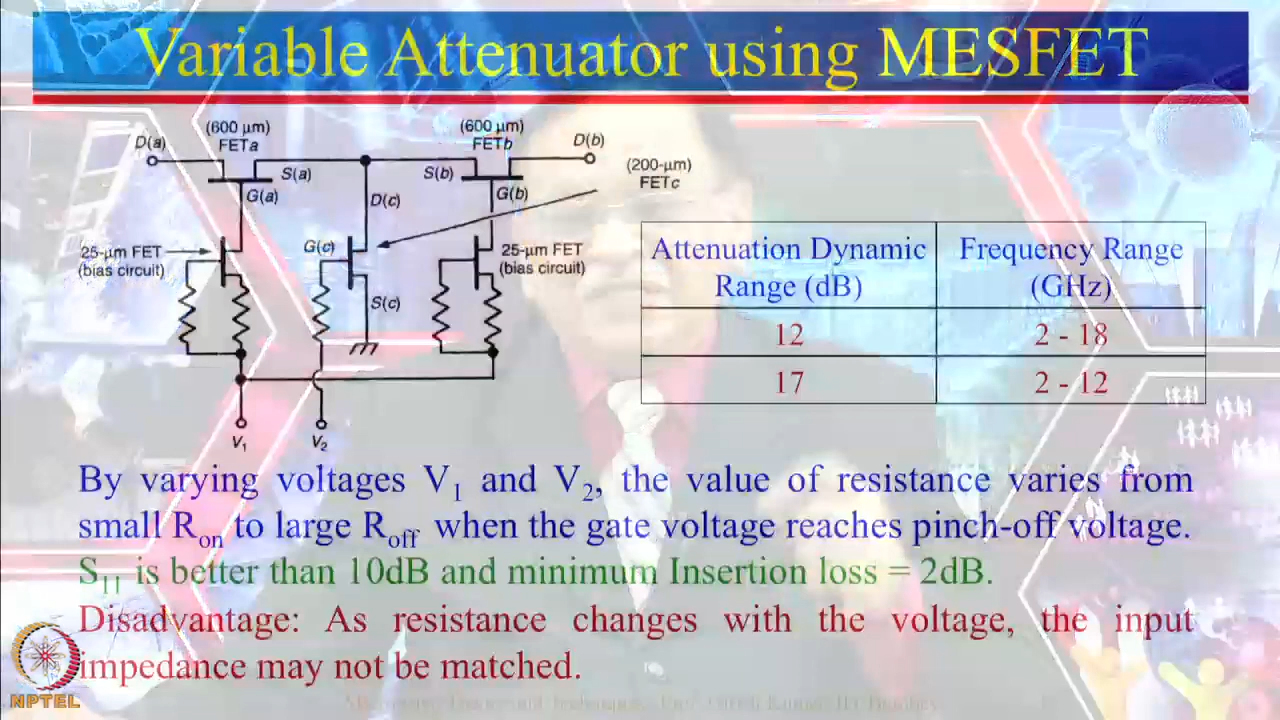 Variable Attenuator using MESFET
(600 μm)
FETa
(600 μm)
FETb
D(a)
D(b)
S(a)
S(b)
(200-μm)
FETc
G(a)
D(c)
G(b)
25-μm FET
(bias circuit)
G(c)
25-μm FET
(bias circuit)
S(c)
V1
V2
Attenuation Dynamic Range (dB)
Frequency Range (GHz)
12
2 - 18
17
2 - 12
By varying voltages V1 and V2, the value of resistance varies from
small Ron to large Roff when the gate voltage reaches pinch-off voltage.
S11 is better than 10dB and minimum Insertion loss = 2dB.
Disadvantage: As resistance changes with the voltage, the input
impedance may not be matched.
NPTEL